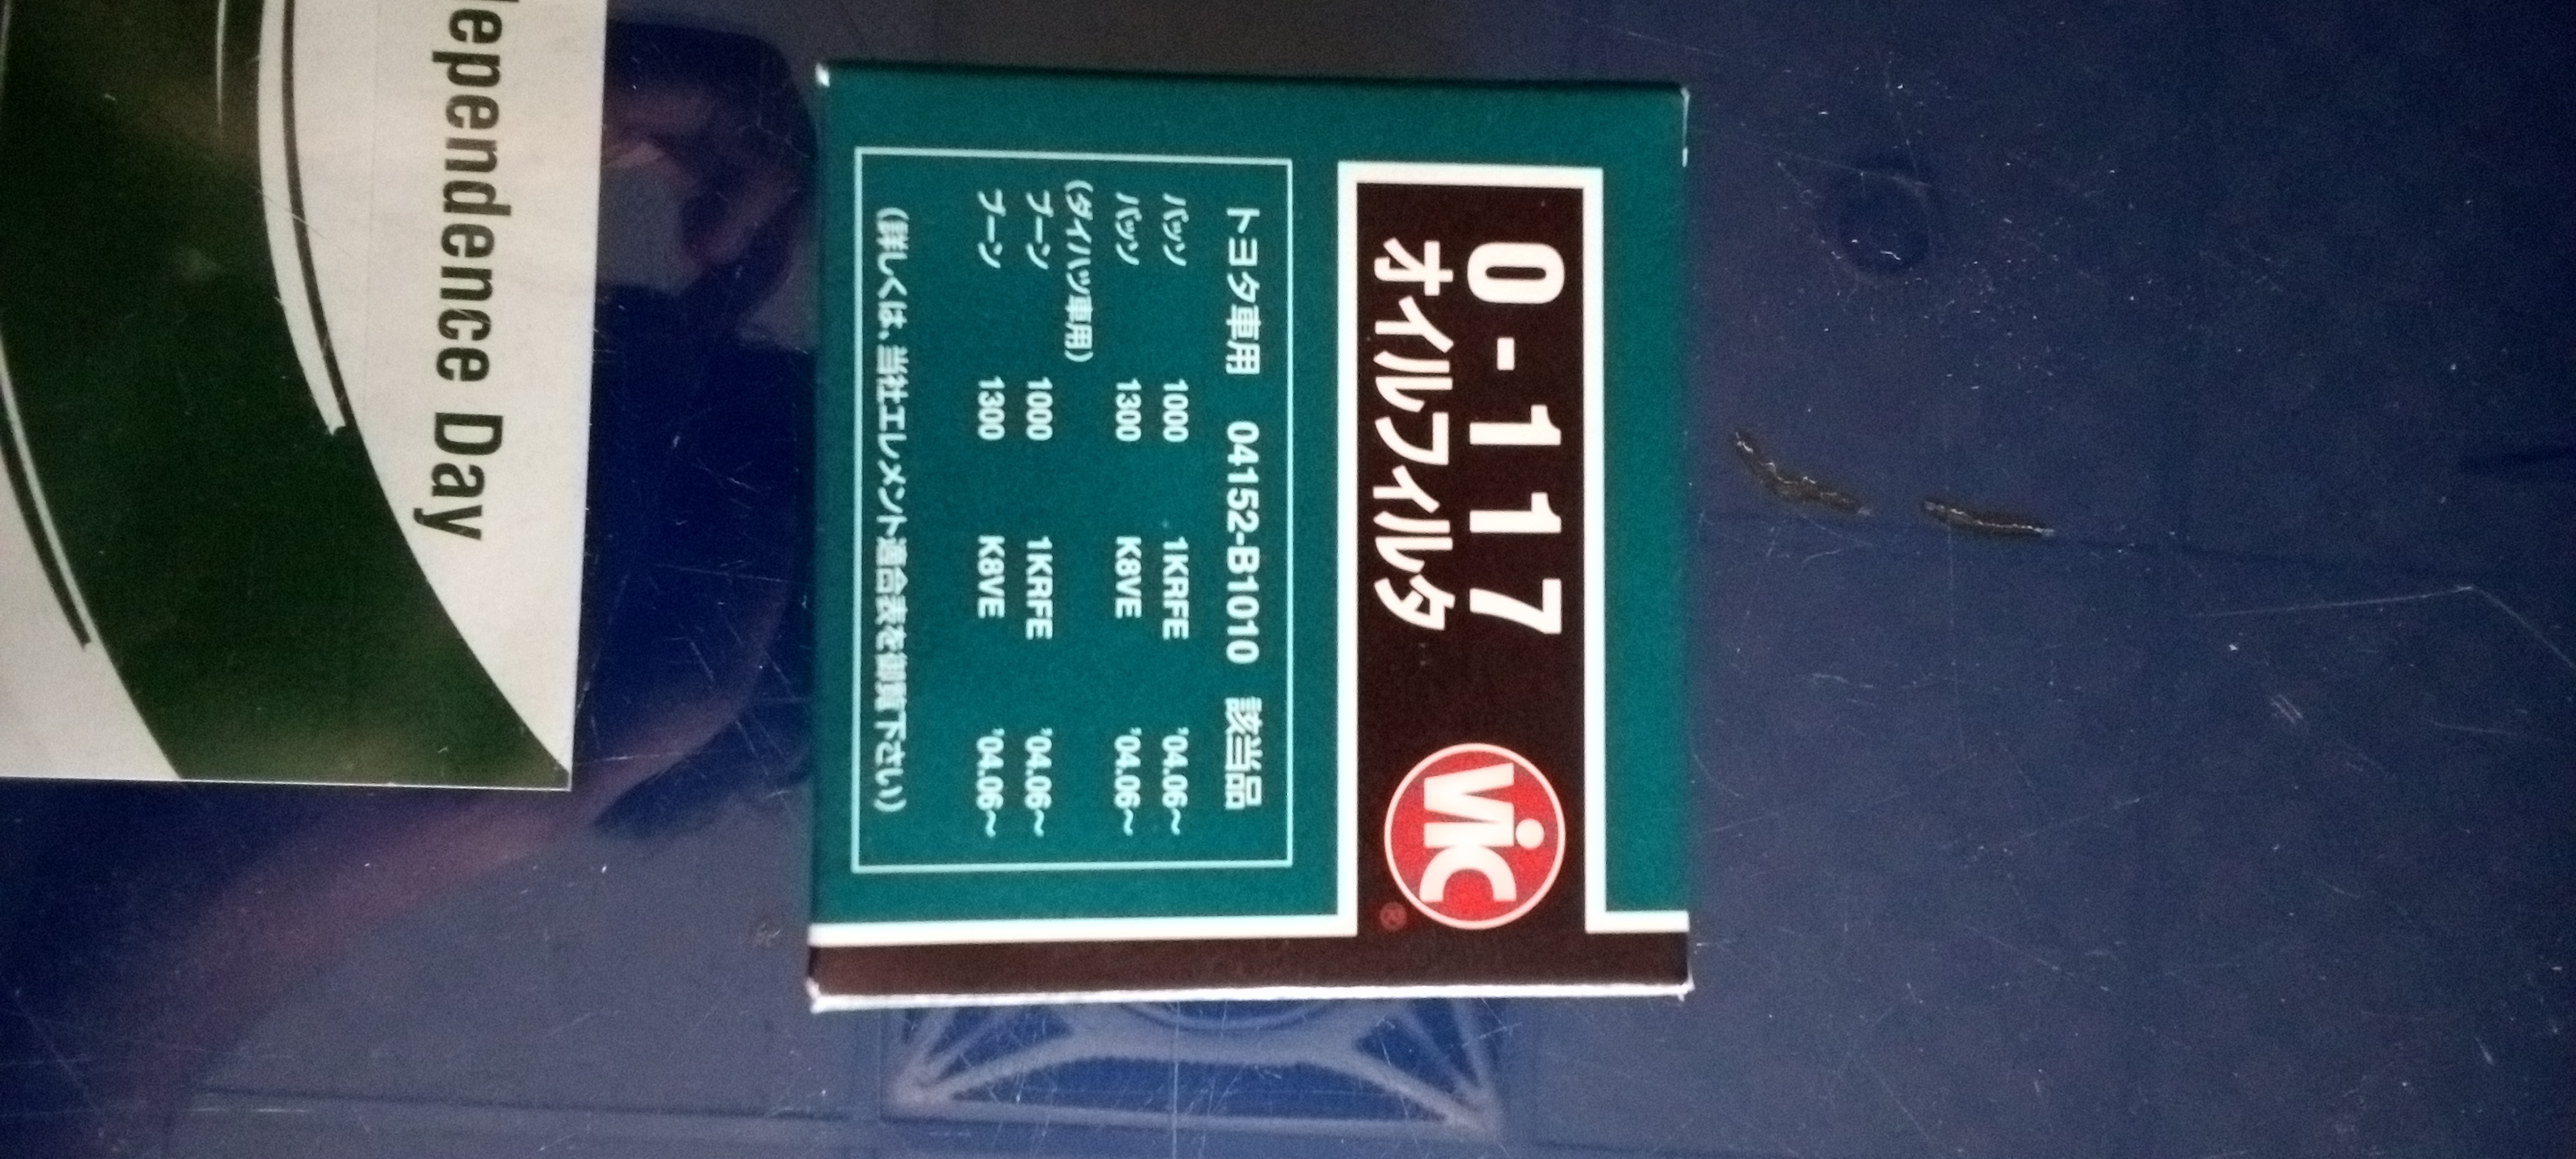 0-117
オイルフィルタ
Vic
®
トヨタ車用 04152-B1010 該当品
パッソ 1000 1KRFE '04.06〜
パッソ 1300 K8VE '04.06〜
(ダイハツ車用)
ブーン 1000 1KRFE '04.06〜
ブーン 1300 K8VE '04.06〜
(詳しくは、当社エレメント適合表を御覧下さい)
dependence Day